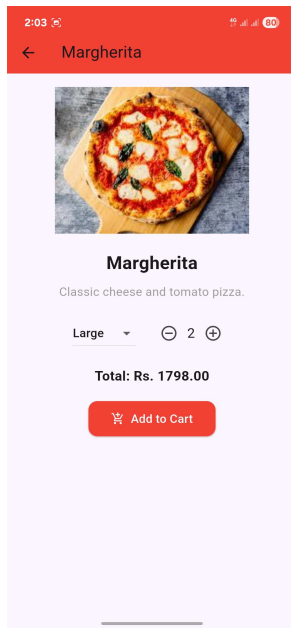 2:03 4G 80
Margherita
Margherita
Classic cheese and tomato pizza.
Large 2
Total: Rs. 1798.00
Add to Cart